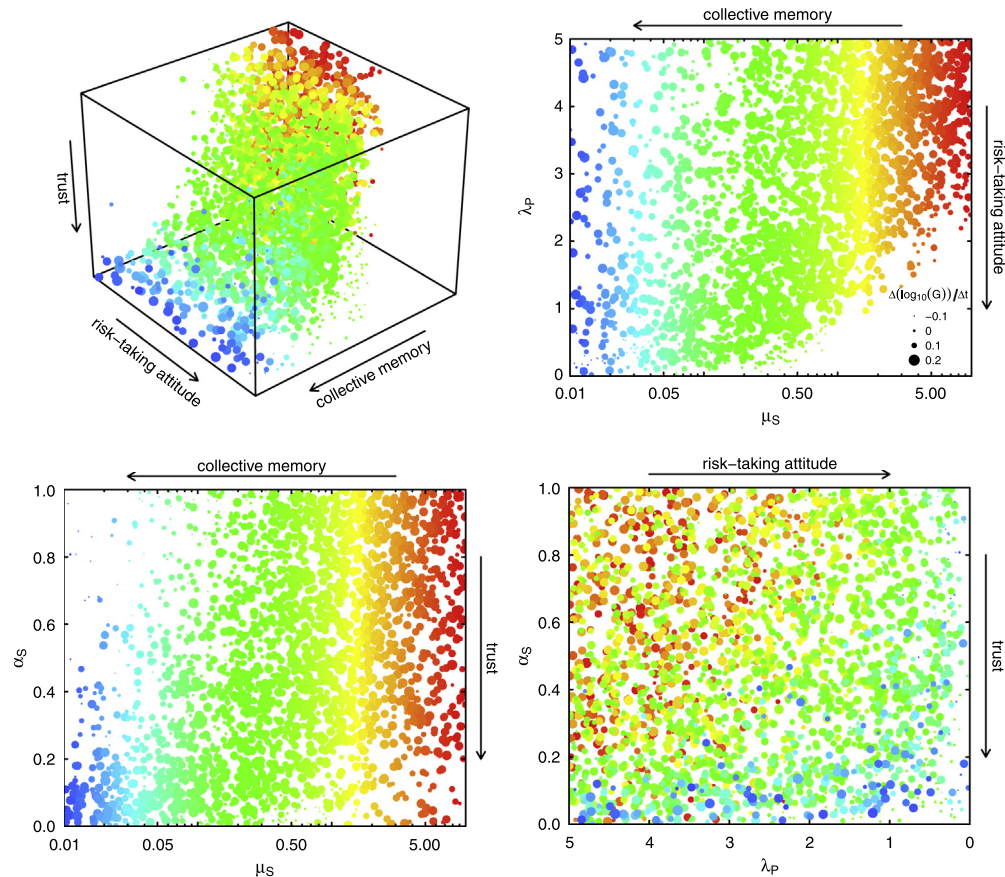 trust
risk−taking attitude
collective memory
collective memory
5
4
3
2
1
0
λP
risk−taking attitude
Δ(log10(G))/Δt
−0.1
0
0.1
0.2
0.01
0.05
0.50
5.00
μS
collective memory
1.0
0.8
0.6
0.4
0.2
0.0
αS
trust
0.01
0.05
0.50
5.00
μS
risk−taking attitude
1.0
0.8
0.6
0.4
0.2
0.0
αS
trust
5
4
3
2
1
0
λP